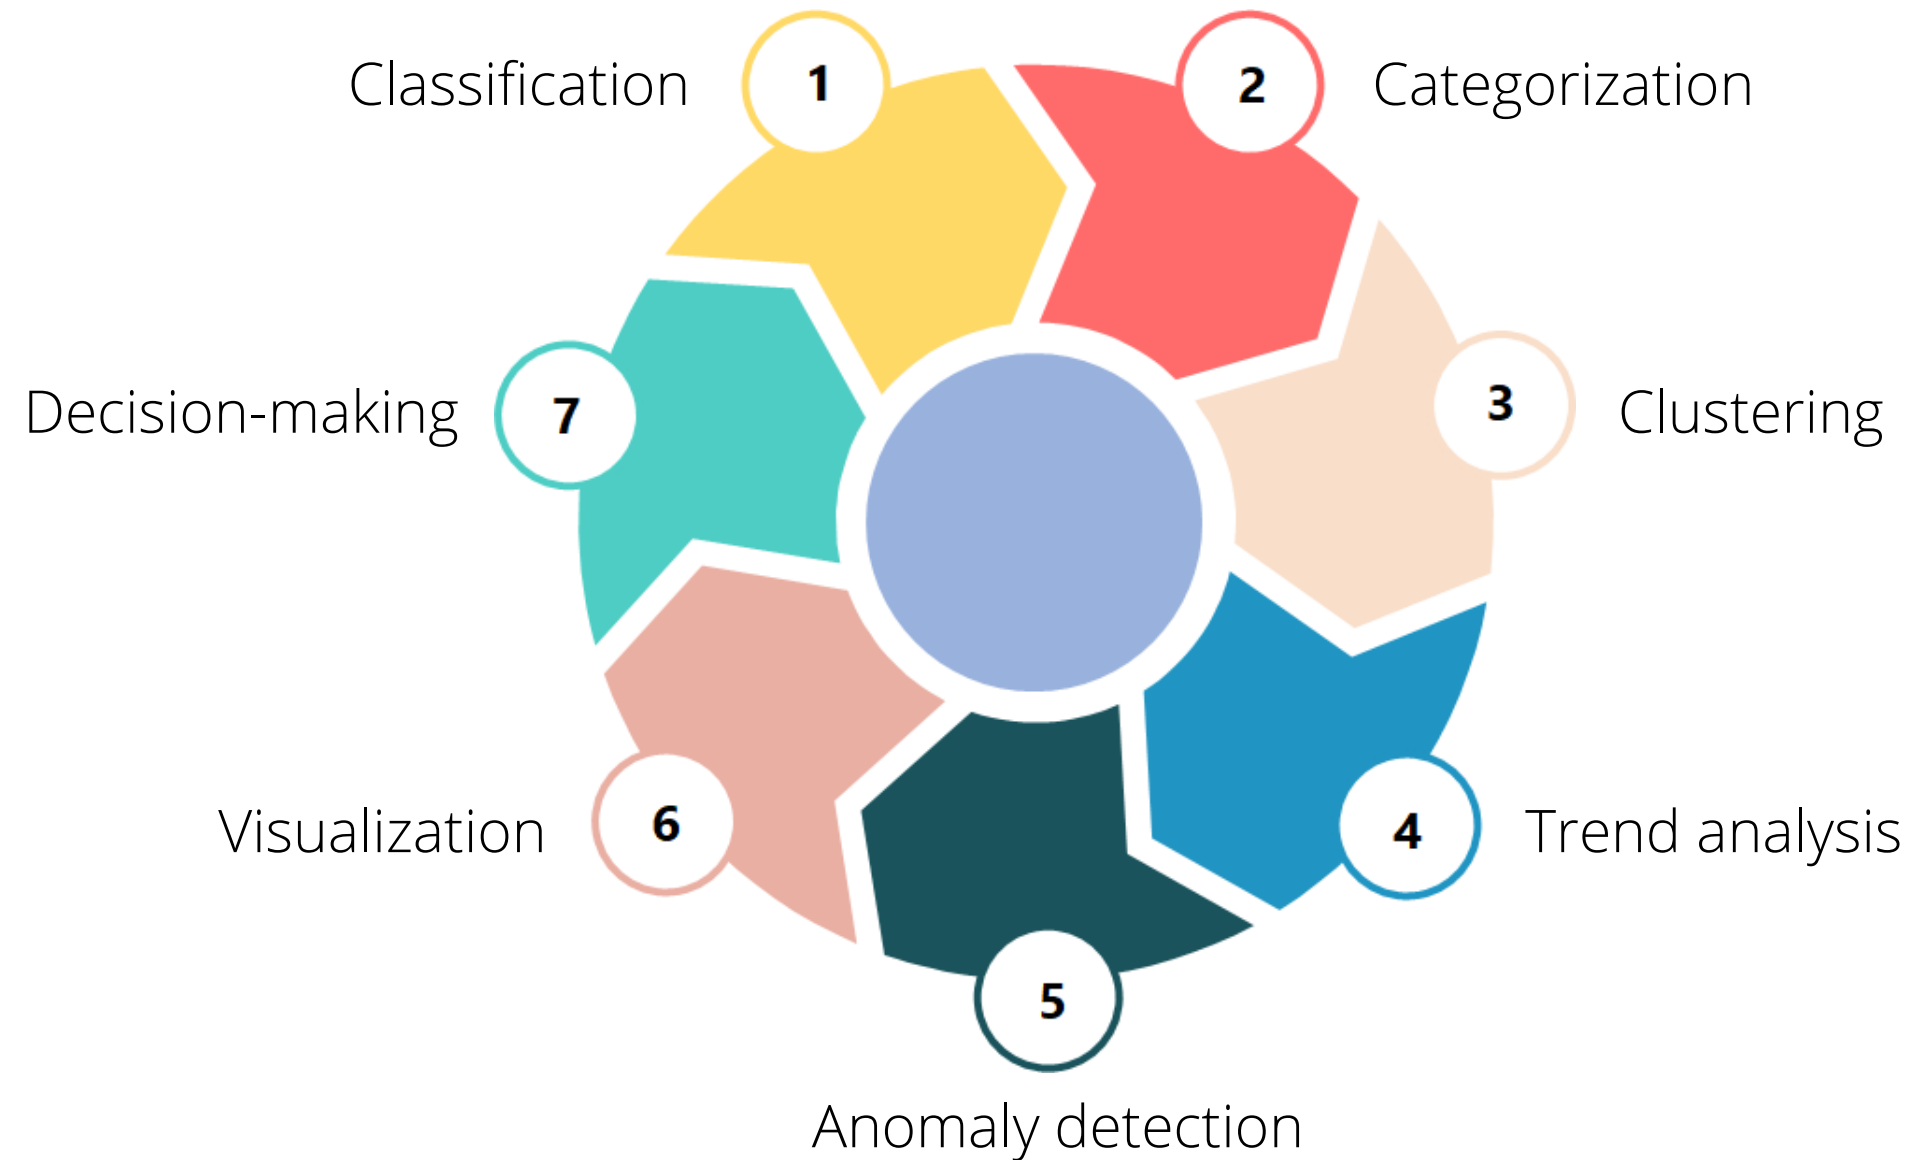 Classification
1
2
Categorization
3
Clustering
4
Trend analysis
5
Anomaly detection
6
Visualization
7
Decision-making